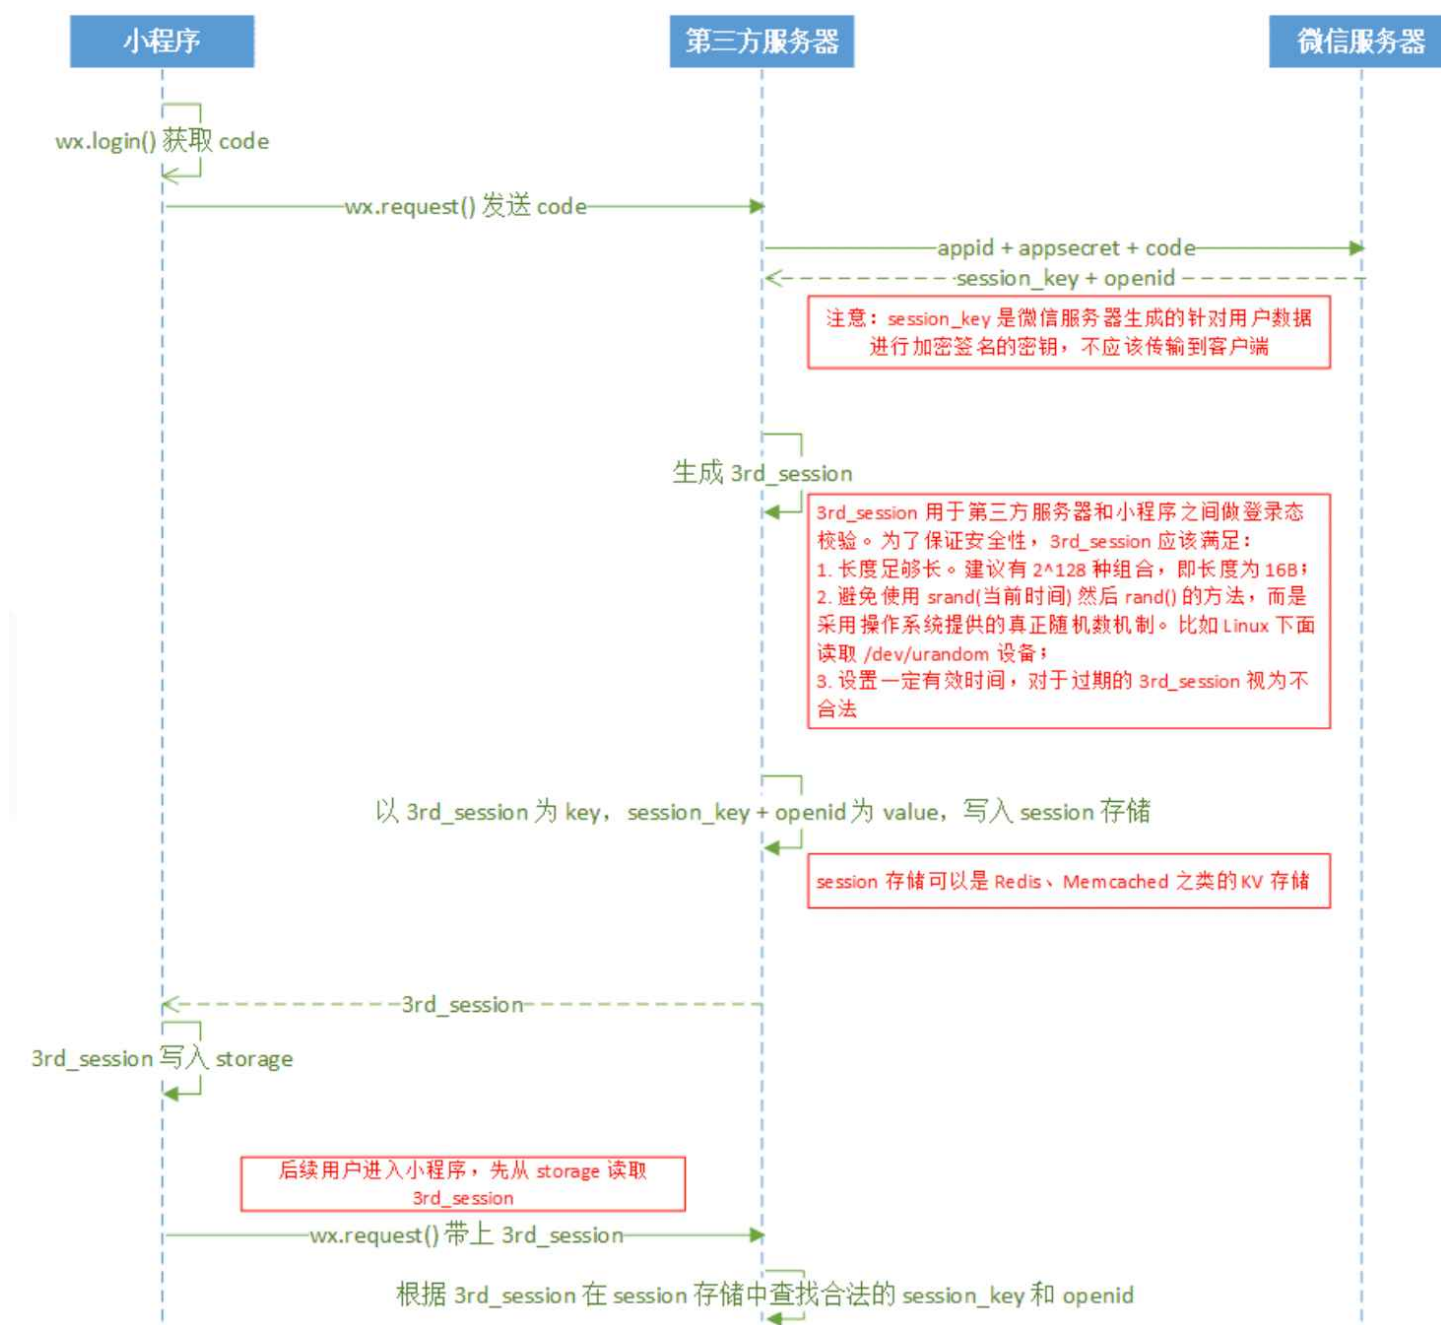 小程序
第三方服务器
微信服务器
wx.login() 获取 code
wx.request() 发送 code
appid + appsecret + code
session_key + openid
注意：session_key 是微信服务器生成的针对用户数据
进行加密签名的密钥，不应该传输到客户端
生成 3rd_session
3rd_session 用于第三方服务器和小程序之间做登录态
校验。为了保证安全性，3rd_session 应该满足：
1. 长度足够长。建议有 2^128 种组合，即长度为 16B；
2. 避免使用 srand(当前时间) 然后 rand() 的方法，而是
采用操作系统提供的真正随机数机制。比如 Linux 下面
读取 /dev/urandom 设备；
3. 设置一定有效时间，对于过期的 3rd_session 视为不
合法
以 3rd_session 为 key，session_key + openid 为 value，写入 session 存储
session 存储可以是 Redis、Memcached 之类的 KV 存储
3rd_session
3rd_session 写入 storage
后续用户进入小程序，先从 storage 读取
3rd_session
wx.request() 带上 3rd_session
根据 3rd_session 在 session 存储中查找合法的 session_key 和 openid